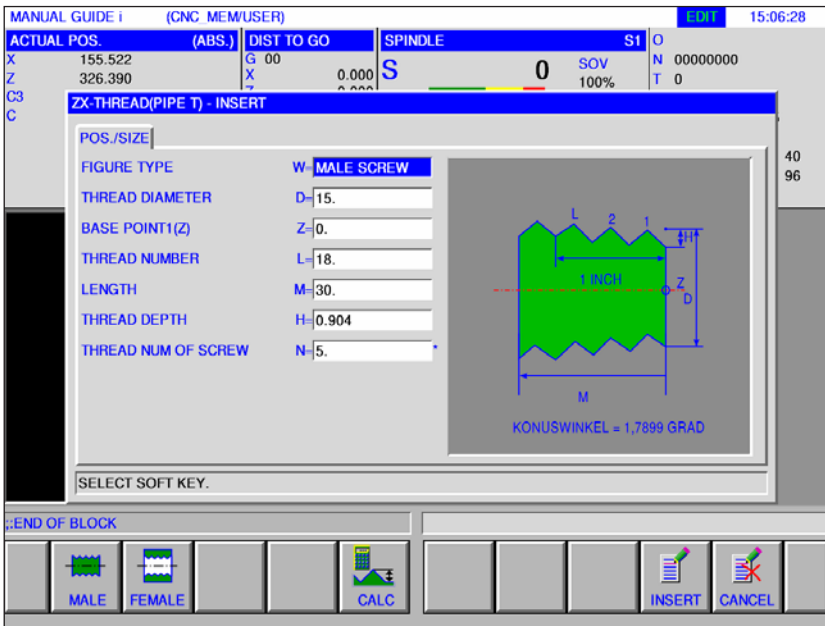 MANUAL GUIDE i (CNC_MEM/USER) EDIT 15:06:28
ACTUAL POS. (ABS.) DIST TO GO SPINDLE S1 O
X 155.522 G 00 S 0 SOV N 00000000
Z 326.390 X 0.000 100% T 0
C3
C
40
96
ZX-THREAD(PIPE T) - INSERT
POS./SIZE
FIGURE TYPE W=MALE SCREW
THREAD DIAMETER D=15.
BASE POINT1(Z) Z=0.
THREAD NUMBER L=18.
LENGTH M=30.
THREAD DEPTH H=0.904
THREAD NUM OF SCREW N=5. *
L 2 1
H
1 INCH
Z
D
M
KONUSWINKEL = 1,7899 GRAD
SELECT SOFT KEY.
;:END OF BLOCK
MALE FEMALE CALC INSERT CANCEL